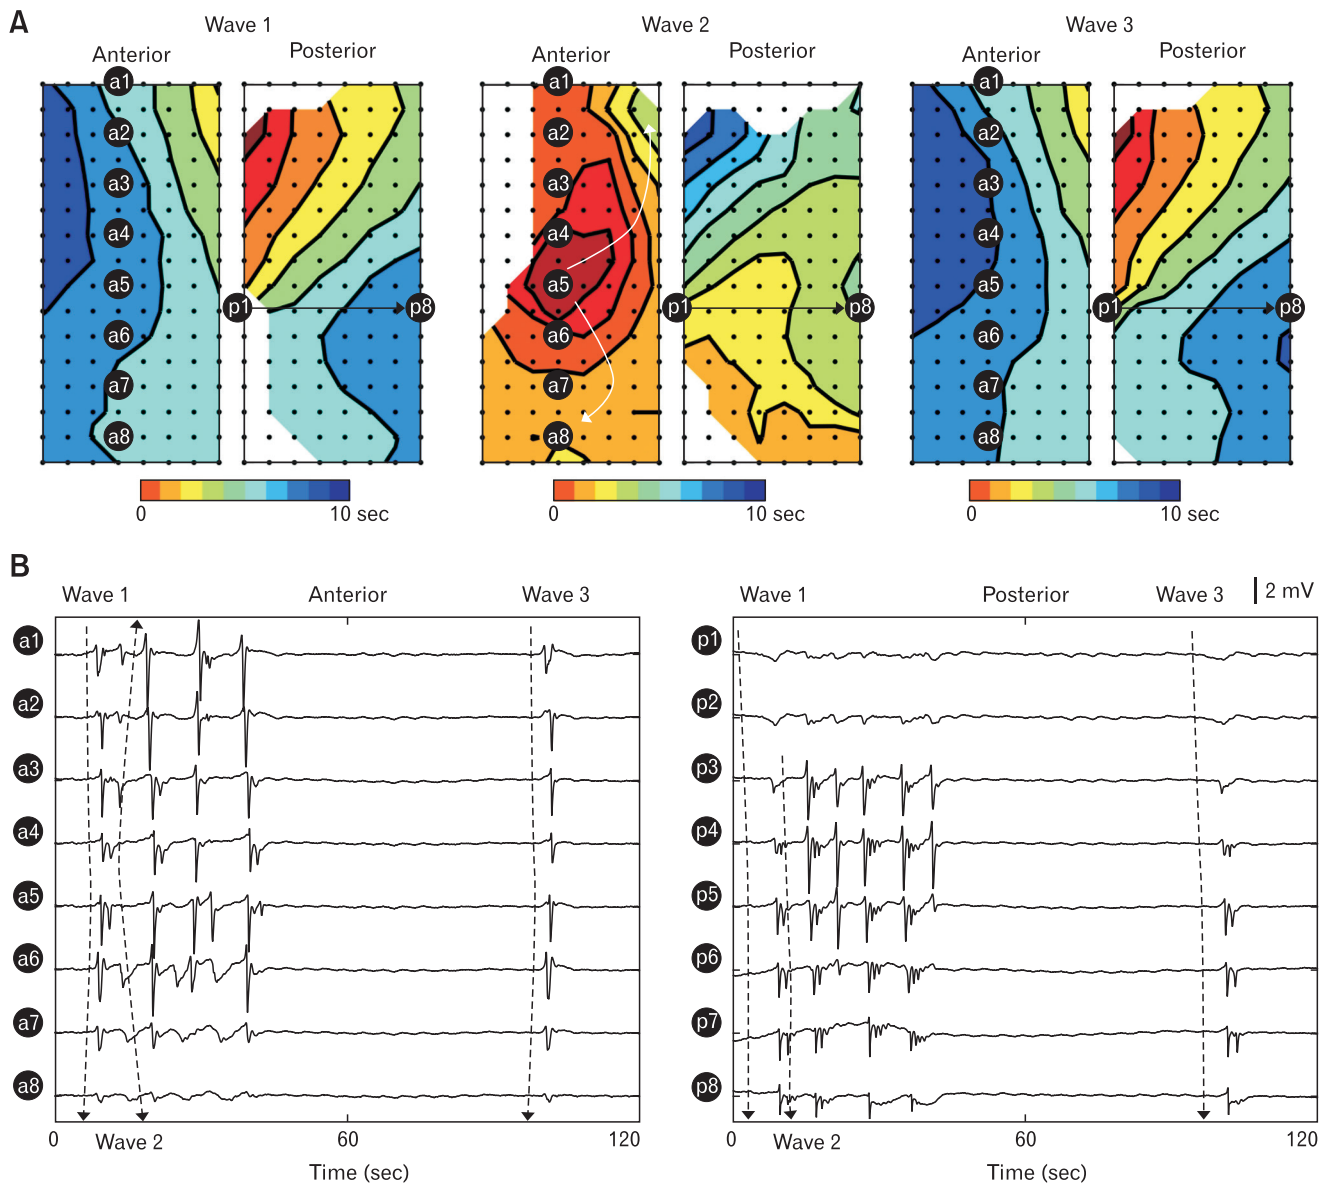 A
Wave 1
Wave 2
Wave 3
Anterior
Posterior
Anterior
Posterior
Anterior
Posterior
a1
a2
a3
a4
a5
a6
a7
a8
p1
p8
a1
a2
a3
a4
a5
a6
a7
a8
p1
p8
a1
a2
a3
a4
a5
a6
a7
a8
p1
p8
0
10 sec
0
10 sec
0
10 sec
B
Wave 1
Anterior
Wave 3
a1
a2
a3
a4
a5
a6
a7
a8
0
Wave 2
60
120
Time (sec)
Wave 1
Posterior
Wave 3
2 mV
p1
p2
p3
p4
p5
p6
p7
p8
0
Wave 2
60
120
Time (sec)